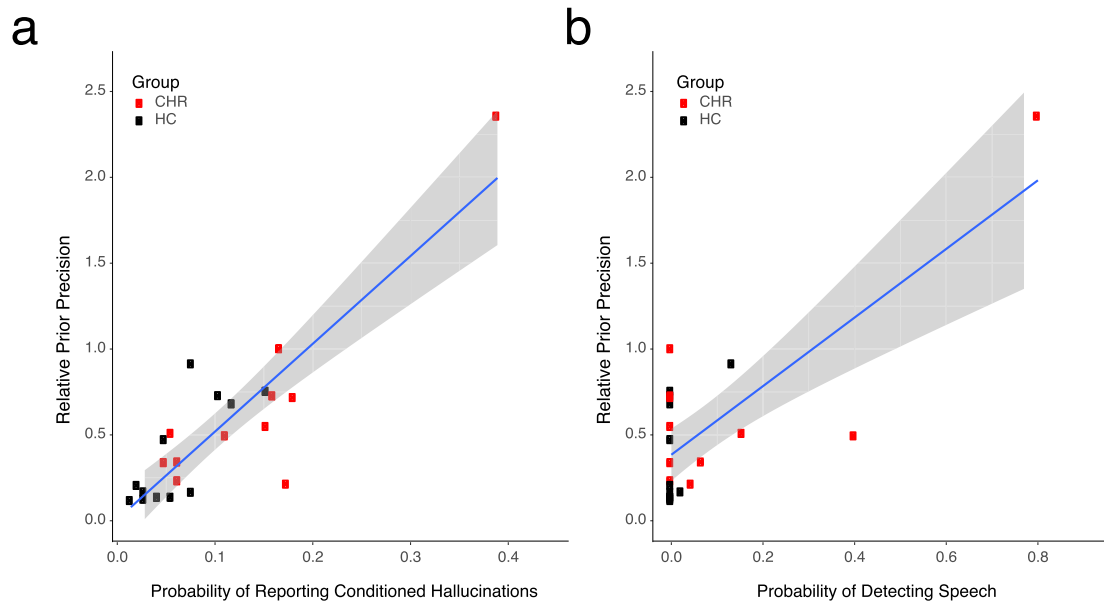 a
Group
CHR
HC
Relative Prior Precision
2.5
2.0
1.5
1.0
0.5
0.0
0.0 0.1 0.2 0.3 0.4
Probability of Reporting Conditioned Hallucinations
b
Group
CHR
HC
Relative Prior Precision
2.5
2.0
1.5
1.0
0.5
0.0
0.0 0.2 0.4 0.6 0.8
Probability of Detecting Speech